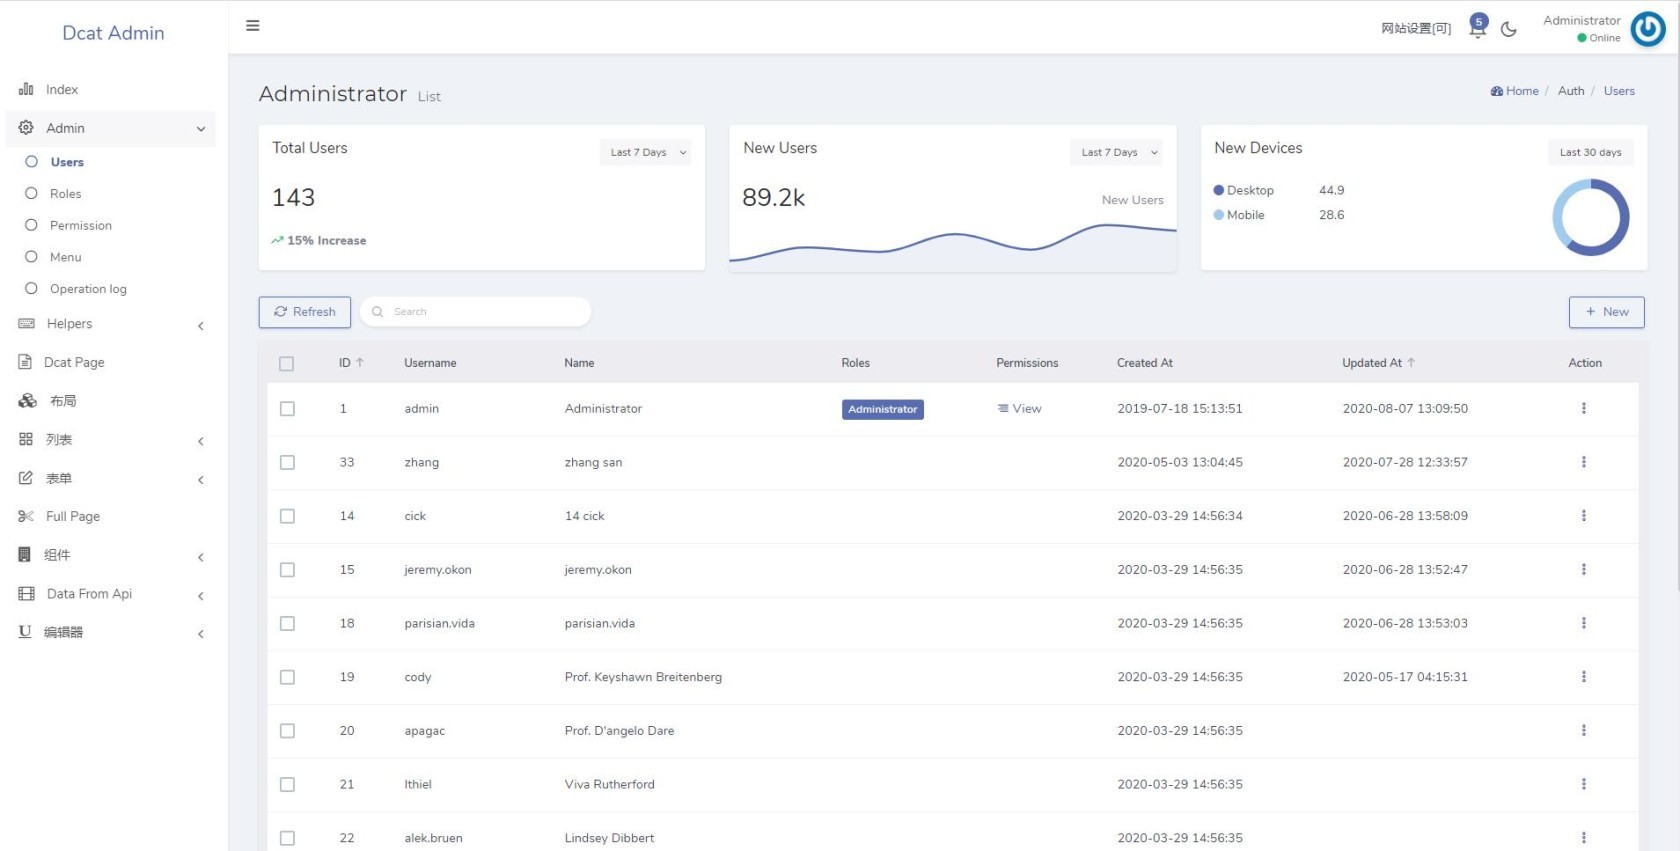 Dcat Admin
网站设置[可]
5
Administrator
Online
Index
Admin
Users
Roles
Permission
Menu
Operation log
Helpers
Dcat Page
布局
列表
表单
Full Page
组件
Data From Api
编辑器
Administrator List
Home / Auth / Users
Total Users
Last 7 Days
143
15% Increase
New Users
Last 7 Days
89.2k
New Users
New Devices
Last 30 days
Desktop 44.9
Mobile 28.6
Refresh
Search
+ New
ID Username Name Roles Permissions Created At Updated At Action
1 admin Administrator Administrator View 2019-07-18 15:13:51 2020-08-07 13:09:50
33 zhang zhang san 2020-05-03 13:04:45 2020-07-28 12:33:57
14 cick 14 cick 2020-03-29 14:56:34 2020-06-28 13:58:09
15 jeremy.okon jeremy.okon 2020-03-29 14:56:35 2020-06-28 13:52:47
18 parisian.vida parisian.vida 2020-03-29 14:56:35 2020-06-28 13:53:03
19 cody Prof. Keyshawn Breitenberg 2020-03-29 14:56:35 2020-05-17 04:15:31
20 apagac Prof. D'angelo Dare 2020-03-29 14:56:35
21 lthiel Viva Rutherford 2020-03-29 14:56:35
22 alek.bruen Lindsey Dibbert 2020-03-29 14:56:35